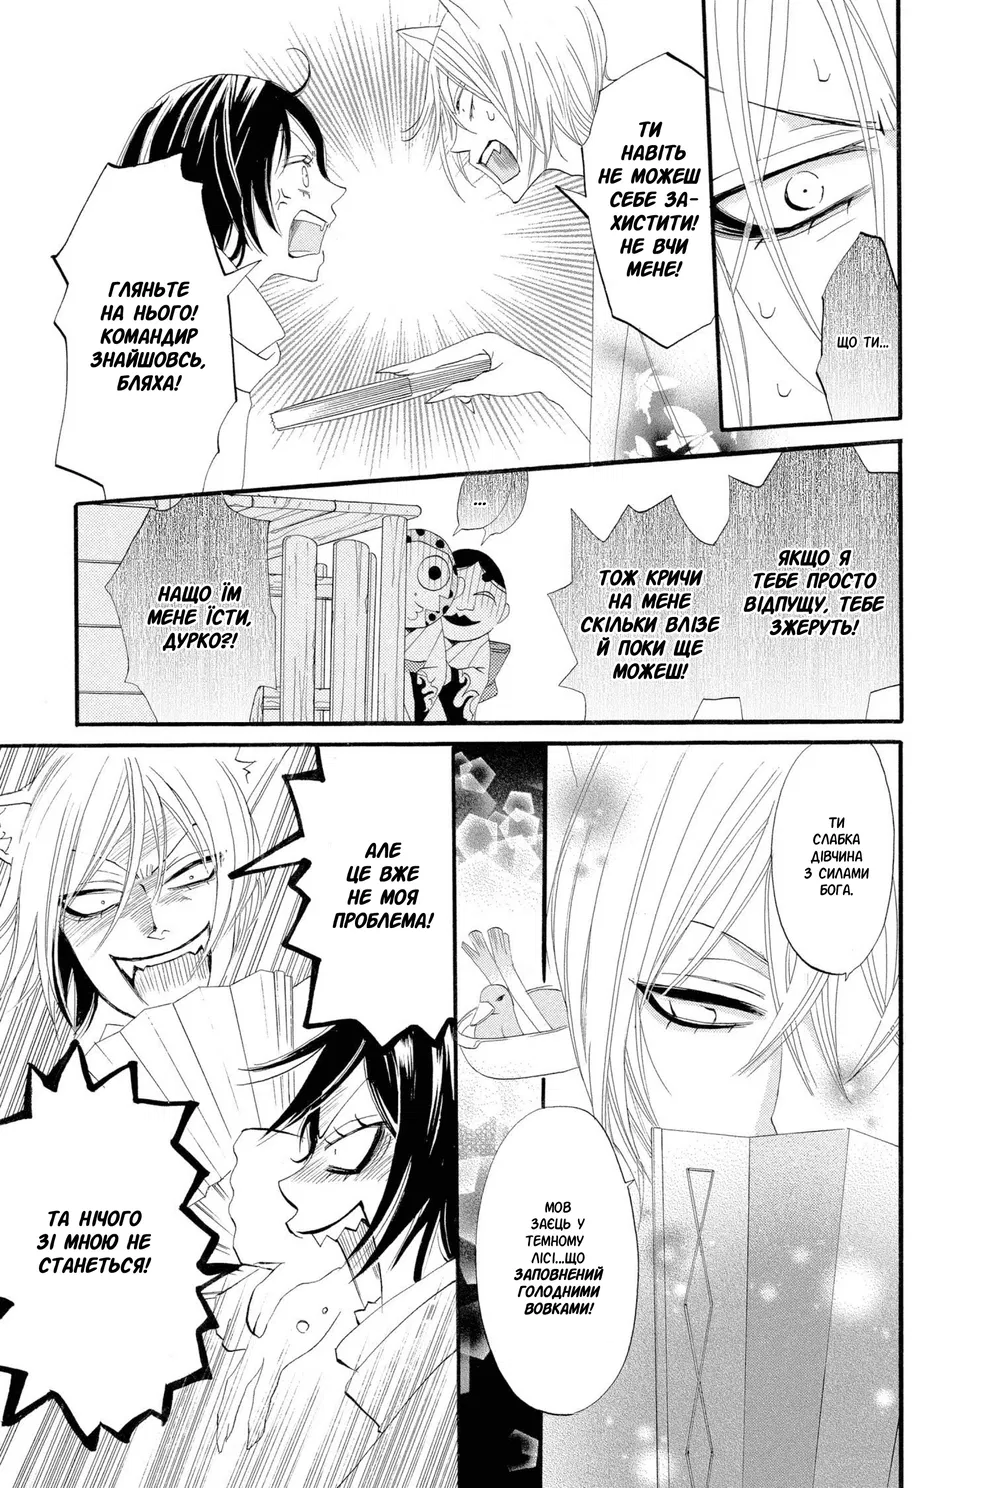 ЩО ТИ...
ТИ
НАВІТЬ
НЕ МОЖЕШ
СЕБЕ ЗА-
ХИСТИТИ!
НЕ ВЧИ
МЕНЕ!
ГЛЯНЬТЕ
НА НЬОГО!
КОМАНДИР
ЗНАЙШОВСЬ,
БЛЯХА!
ЯКЩО Я
ТЕБЕ ПРОСТО
ВІДПУЩУ, ТЕБЕ
ЗЖЕРУТЬ!
ТОЖ КРИЧИ
НА МЕНЕ
СКІЛЬКИ ВЛІЗЕ
Й ПОКИ ЩЕ
МОЖЕШ!
...
НАЩО ЇМ
МЕНЕ ЇСТИ,
ДУРКО?!
ТИ
СЛАБКА
ДІВЧИНА
З СИЛАМИ
БОГА.
МОВ
ЗАЄЦЬ У
ТЕМНОМУ
ЛІСІ...ЩО
ЗАПОВНЕНИЙ
ГОЛОДНИМИ
ВОВКАМИ!
АЛЕ
ЦЕ ВЖЕ
НЕ МОЯ
ПРОБЛЕМА!
ТА НІЧОГО
ЗІ МНОЮ НЕ
СТАНЕТЬСЯ!